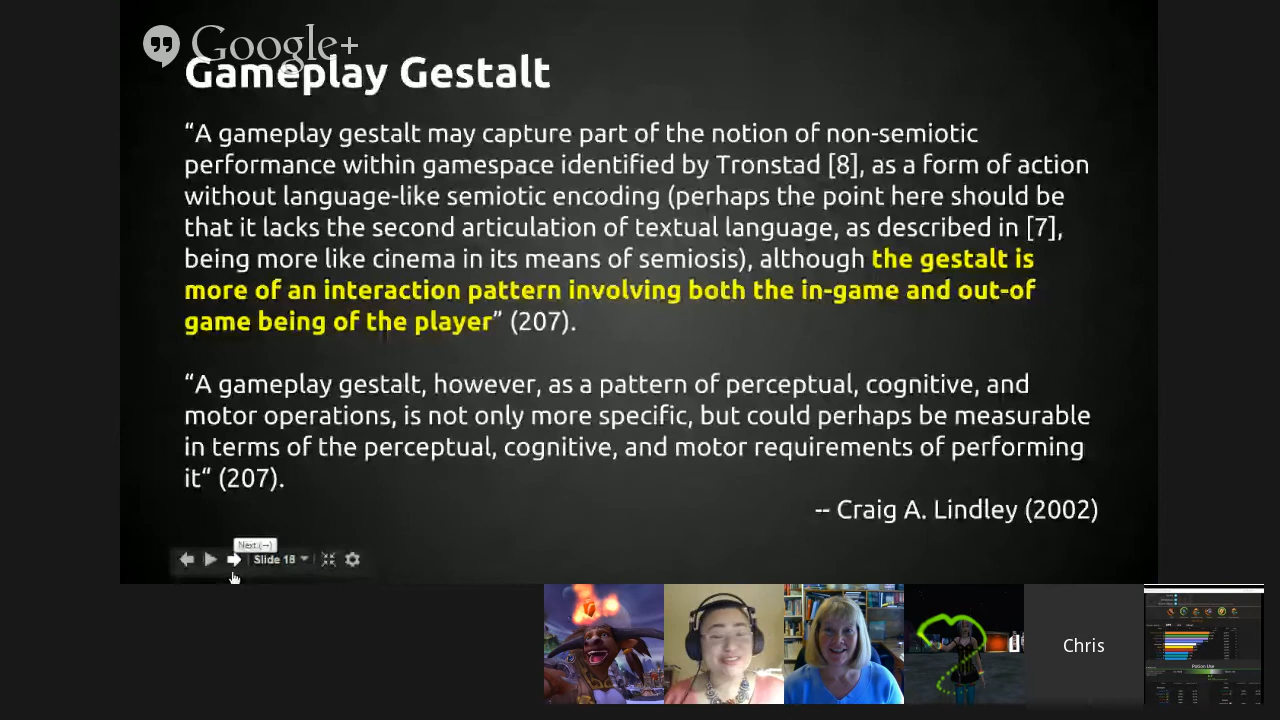 Google+
Gameplay Gestalt
“A gameplay gestalt may capture part of the notion of non-semiotic
performance within gamespace identified by Tronstad [8], as a form of action
without language-like semiotic encoding (perhaps the point here should be
that it lacks the second articulation of textual language, as described in [7],
being more like cinema in its means of semiosis), although the gestalt is
more of an interaction pattern involving both the in-game and out-of
game being of the player” (207).
“A gameplay gestalt, however, as a pattern of perceptual, cognitive, and
motor operations, is not only more specific, but could perhaps be measurable
in terms of the perceptual, cognitive, and motor requirements of performing
it“ (207).
-- Craig A. Lindley (2002)
Next (→)
Slide 18
Chris
Potion Use